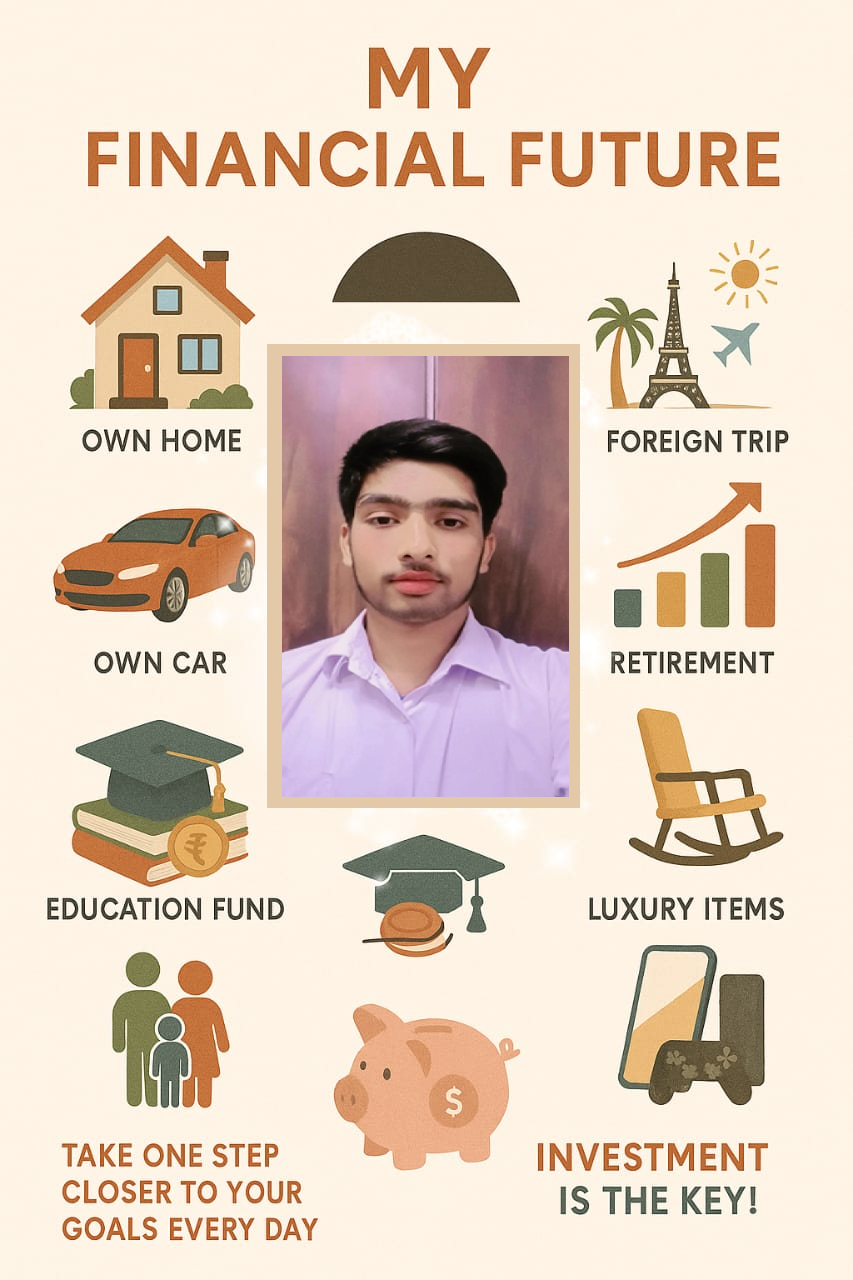 MY
FINANCIAL FUTURE
OWN HOME
FOREIGN TRIP
OWN CAR
RETIREMENT
₹
EDUCATION FUND
LUXURY ITEMS
$
TAKE ONE STEP
CLOSER TO YOUR
GOALS EVERY DAY
INVESTMENT
IS THE KEY!